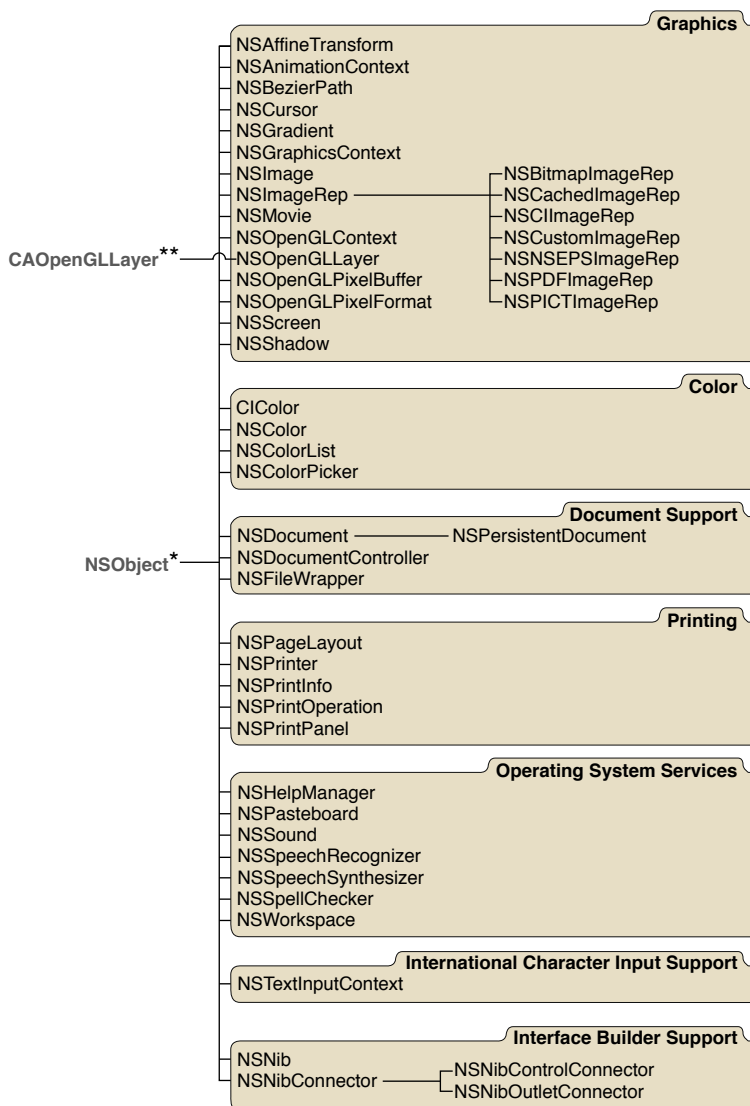 Graphics
NSAffineTransform
NSAnimationContext
NSBezierPath
NSCursor
NSGradient
NSGraphicsContext
NSImage
NSBitmapImageRep
NSImageRep
NSCachedImageRep
NSMovie
NSCIImageRep
NSOpenGLContext
NSCustomImageRep
CAOpenGLLayer**
NSOpenGLLayer
NSNSEPSImageRep
NSOpenGLPixelBuffer
NSPDFImageRep
NSOpenGLPixelFormat
NSPICTImageRep
NSScreen
NSShadow
Color
CIColor
NSColor
NSColorList
NSColorPicker
Document Support
NSDocument
NSPersistentDocument
NSObject*
NSDocumentController
NSFileWrapper
Printing
NSPageLayout
NSPrinter
NSPrintInfo
NSPrintOperation
NSPrintPanel
Operating System Services
NSHelpManager
NSPasteboard
NSSound
NSSpeechRecognizer
NSSpeechSynthesizer
NSSpellChecker
NSWorkspace
International Character Input Support
NSTextInputContext
Interface Builder Support
NSNib
NSNibConnector
NSNibControlConnector
NSNibOutletConnector